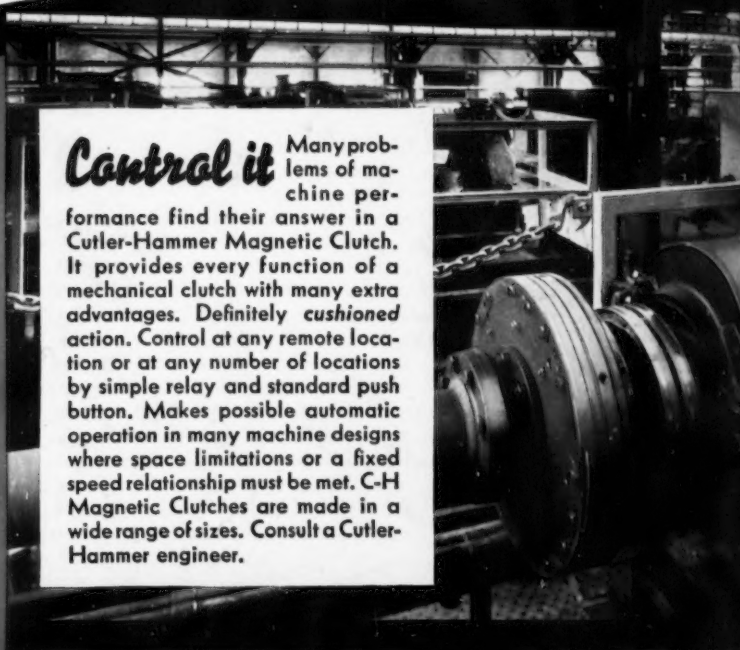 Control it Many prob-
lems of ma-
chine per-
formance find their answer in a
Cutler-Hammer Magnetic Clutch.
It provides every function of a
mechanical clutch with many extra
advantages. Definitely cushioned
action. Control at any remote loca-
tion or at any number of locations
by simple relay and standard push
button. Makes possible automatic
operation in many machine designs
where space limitations or a fixed
speed relationship must be met. C-H
Magnetic Clutches are made in a
wide range of sizes. Consult a Cutler-
Hammer engineer.